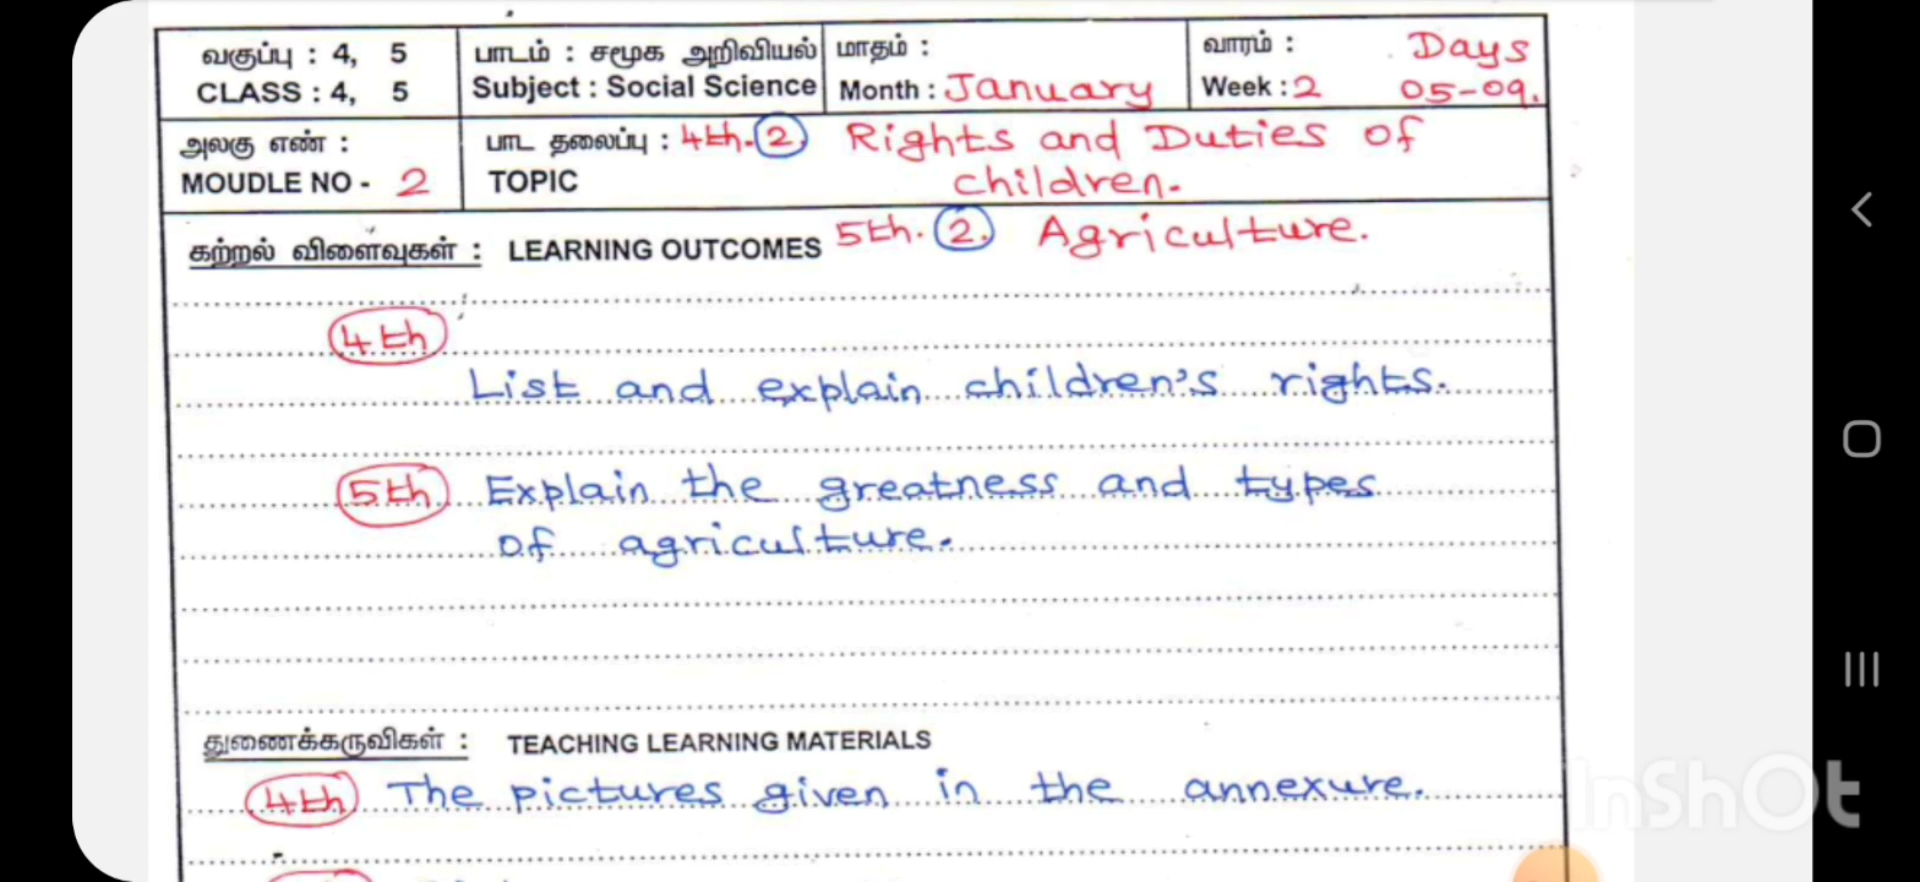 வகுப்பு : 4, 5
CLASS : 4, 5
பாடம் : சமூக அறிவியல்
Subject : Social Science
மாதம் :
Month : January
வாரம் : Days
Week : 2 05-09.
அலகு எண் :
MOUDLE NO - 2
பாட தலைப்பு : 4th. 2. Rights and Duties of
TOPIC children.
5th. 2. Agriculture.
கற்றல் விளைவுகள் : LEARNING OUTCOMES
4th
List and explain children's rights.
5th Explain the greatness and types
of agriculture.
துணைக்கருவிகள் : TEACHING LEARNING MATERIALS
4th The pictures given in the annexure.
InShOt